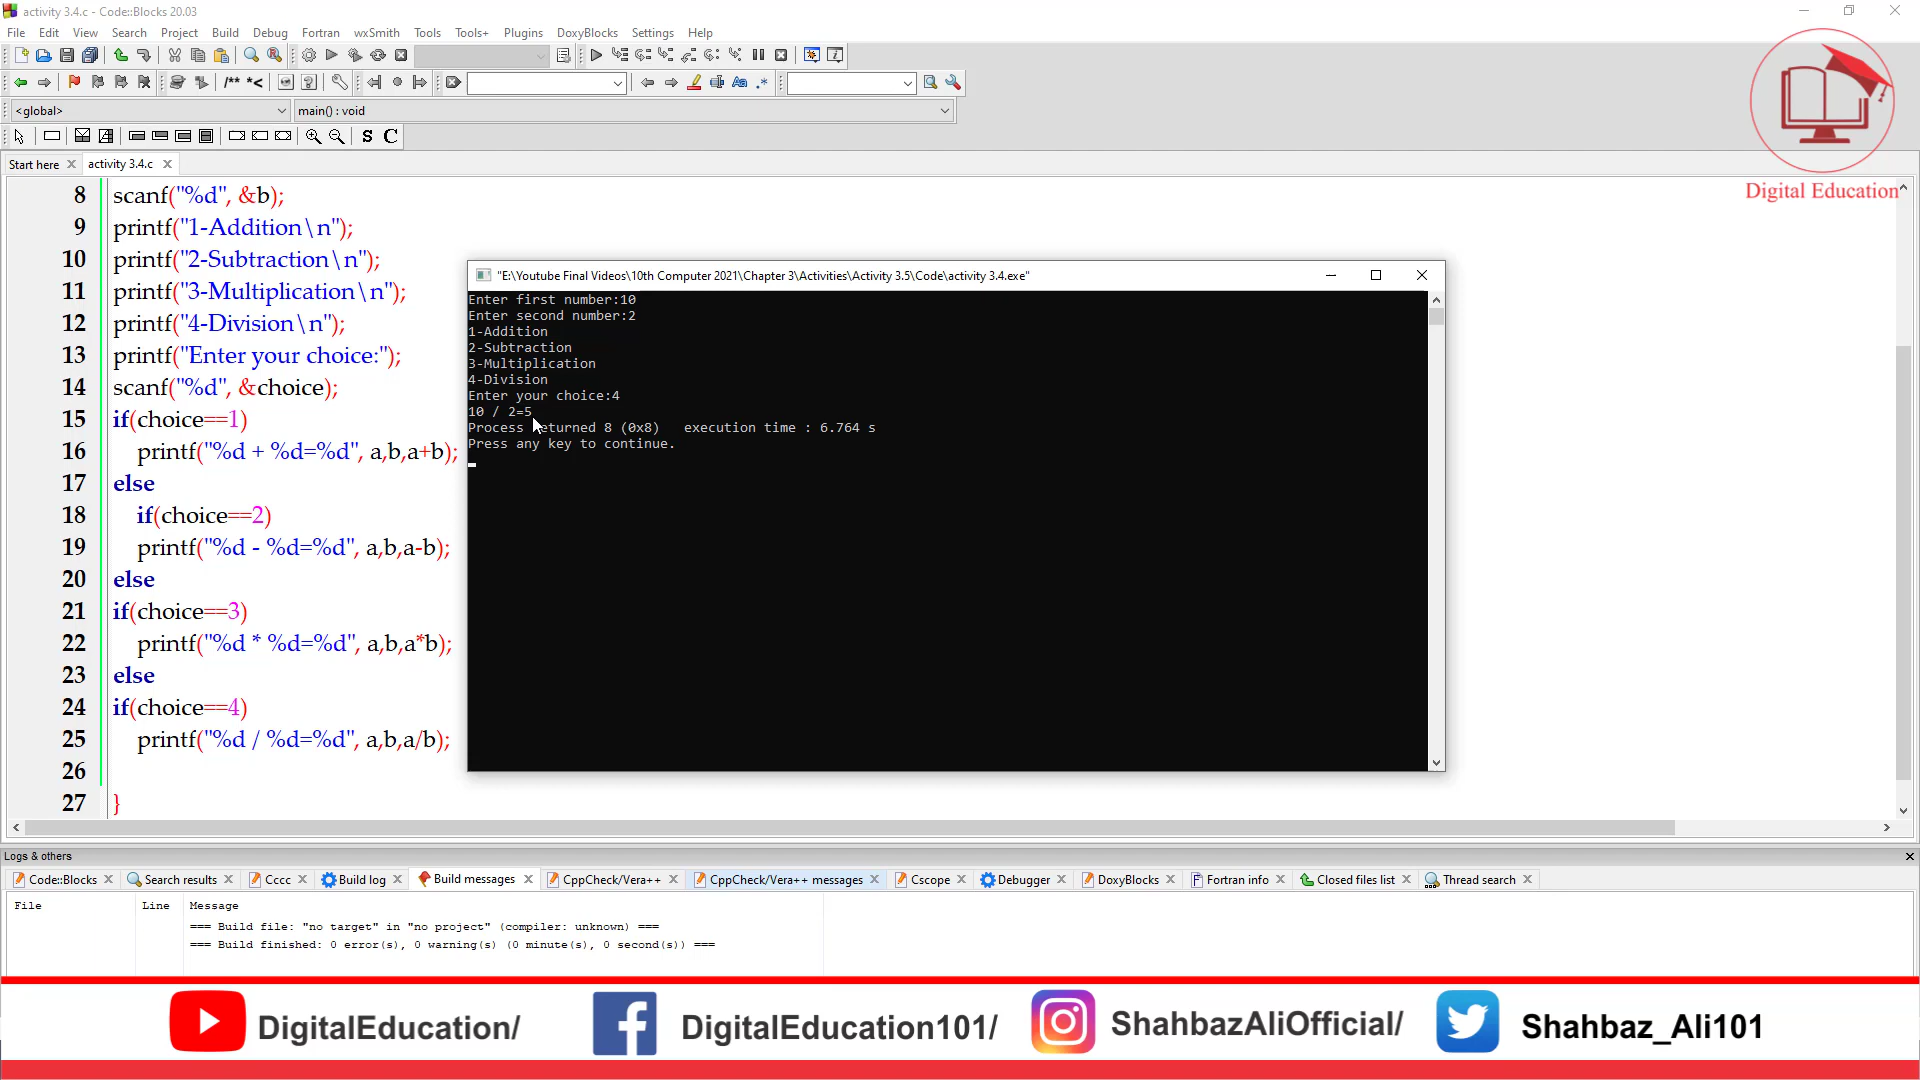 activity 3.4.c - Code::Blocks 20.03
File Edit View Search Project Build Debug Fortran wxSmith Tools Tools+ Plugins DoxyBlocks Settings Help
/** *<
Aa .*
<global> main() : void
S C
Start here activity 3.4.c
Digital Education
8 scanf("%d", &b);
9 printf("1-Addition\n");
10 printf("2-Subtraction\n");
11 printf("3-Multiplication\n");
12 printf("4-Division\n");
13 printf("Enter your choice:");
14 scanf("%d", &choice);
15 if(choice==1)
16 printf("%d + %d=%d", a,b,a+b);
17 else
18 if(choice==2)
19 printf("%d - %d=%d", a,b,a-b);
20 else
21 if(choice==3)
22 printf("%d * %d=%d", a,b,a*b);
23 else
24 if(choice==4)
25 printf("%d / %d=%d", a,b,a/b);
26
27 }
"E:\Youtube Final Videos\10th Computer 2021\Chapter 3\Activities\Activity 3.5\Code\activity 3.4.exe"
Enter first number:10
Enter second number:2
1-Addition
2-Subtraction
3-Multiplication
4-Division
Enter your choice:4
10 / 2=5
Process returned 8 (0x8) execution time : 6.764 s
Press any key to continue.
Logs & others
Code::Blocks Search results Cccc Build log Build messages CppCheck/Vera++ CppCheck/Vera++ messages Cscope Debugger DoxyBlocks Fortran info Closed files list Thread search
File Line Message
=== Build file: "no target" in "no project" (compiler: unknown) ===
=== Build finished: 0 error(s), 0 warning(s) (0 minute(s), 0 second(s)) ===
DigitalEducation/ DigitalEducation101/ ShahbazAliOfficial/ Shahbaz_Ali101